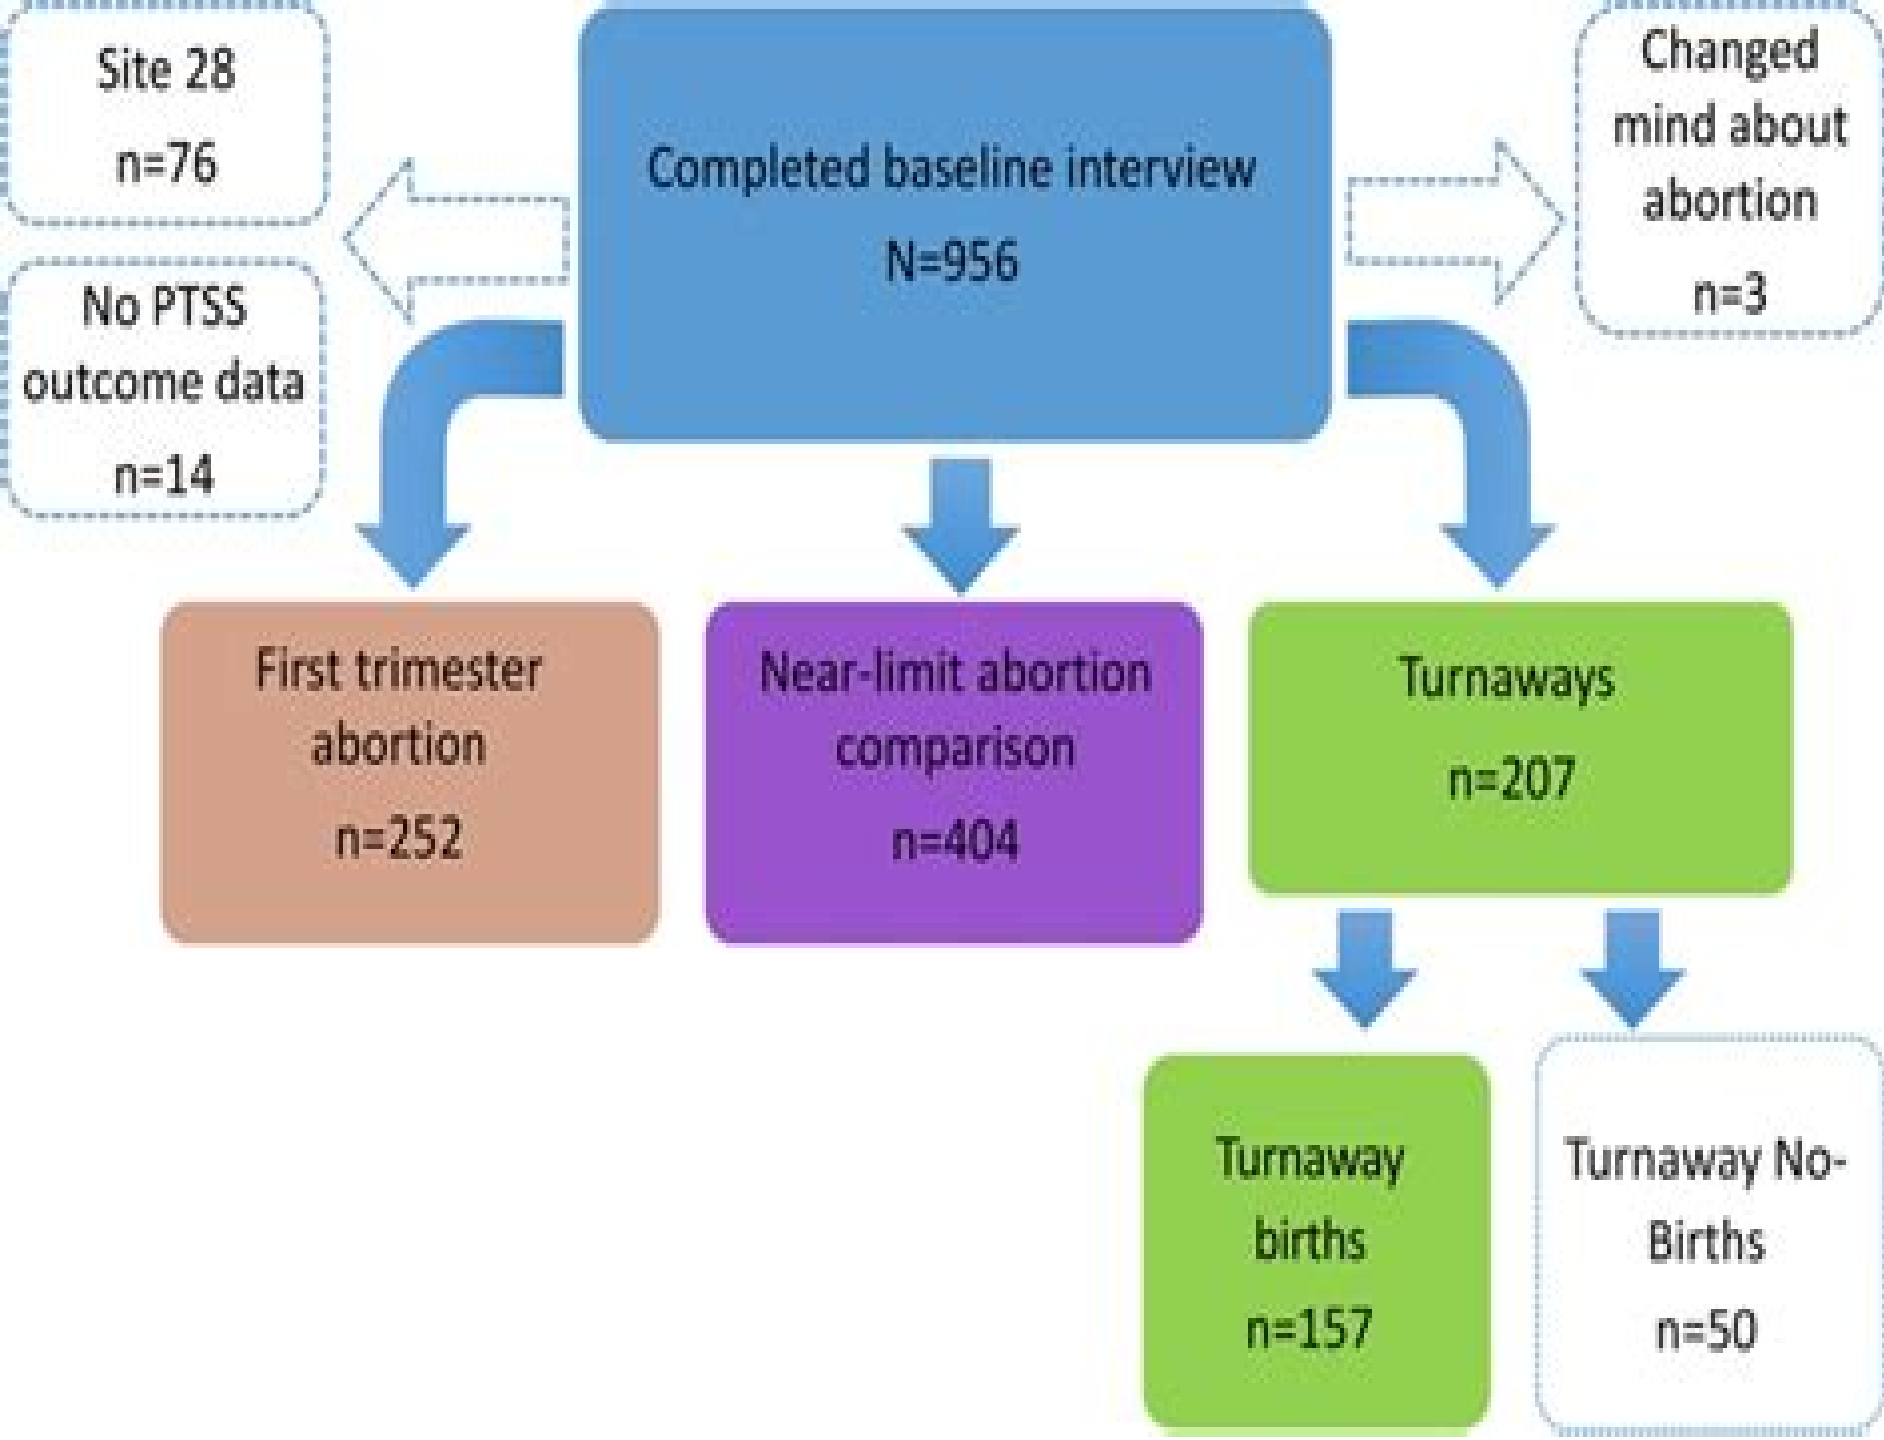 Site 28
n=76
No PTSS
outcome data
n=14
Completed baseline interview
N=956
Changed
mind about
abortion
n=3
First trimester
abortion
n=252
Near-limit abortion
comparison
n=404
Turnaways
n=207
Turnaway
births
n=157
Turnaway No-
Births
n=50